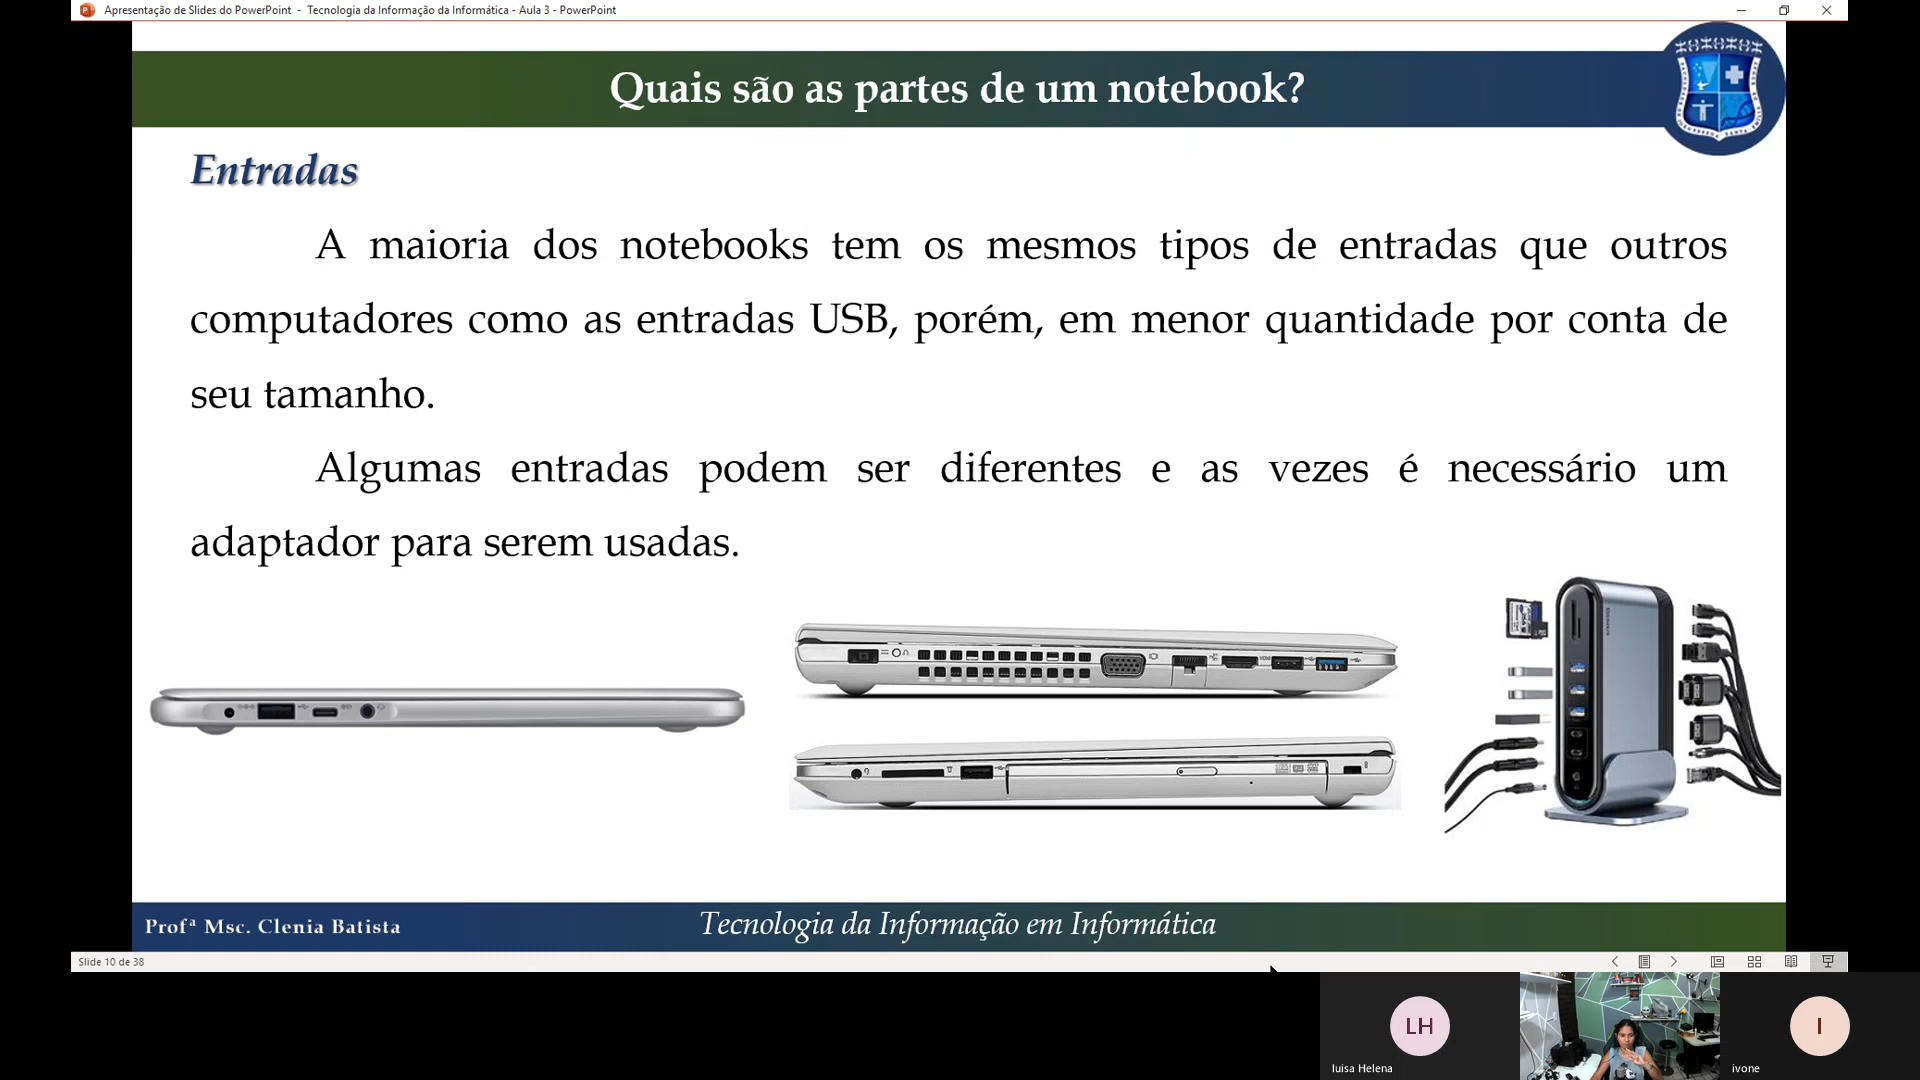 Apresentação de Slides do PowerPoint - Tecnologia da Informação da Informática - Aula 3 - PowerPoint
Quais são as partes de um notebook?
Entradas
A maioria dos notebooks tem os mesmos tipos de entradas que outros
computadores como as entradas USB, porém, em menor quantidade por conta de
seu tamanho.
Algumas entradas podem ser diferentes e as vezes é necessário um
adaptador para serem usadas.
Profª Msc. Clenia Batista
Tecnologia da Informação em Informática
Slide 10 de 38
LH
I
luisa Helena
ivone